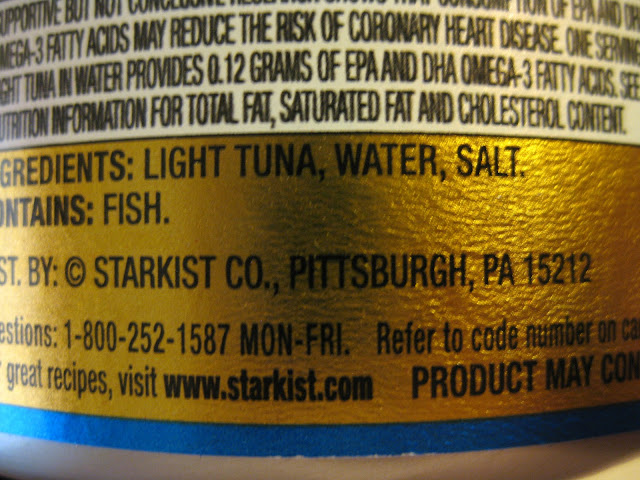 SUPPORTIVE BUT NOT CONCLUSIVE RESEARCH SHOWS THAT CONSUMPTION OF EPA AND
OMEGA-3 FATTY ACIDS MAY REDUCE THE RISK OF CORONARY HEART DISEASE. ONE SERVIN
GHT TUNA IN WATER PROVIDES 0.12 GRAMS OF EPA AND DHA OMEGA-3 FATTY ACIDS. SEE
UTRITION INFORMATION FOR TOTAL FAT, SATURATED FAT AND CHOLESTEROL CONTENT.
GREDIENTS: LIGHT TUNA, WATER, SALT.
ONTAINS: FISH.
ST. BY: © STARKIST CO., PITTSBURGH, PA 15212
estions: 1-800-252-1587 MON-FRI. Refer to code number on ca
great recipes, visit www.starkist.com PRODUCT MAY CON